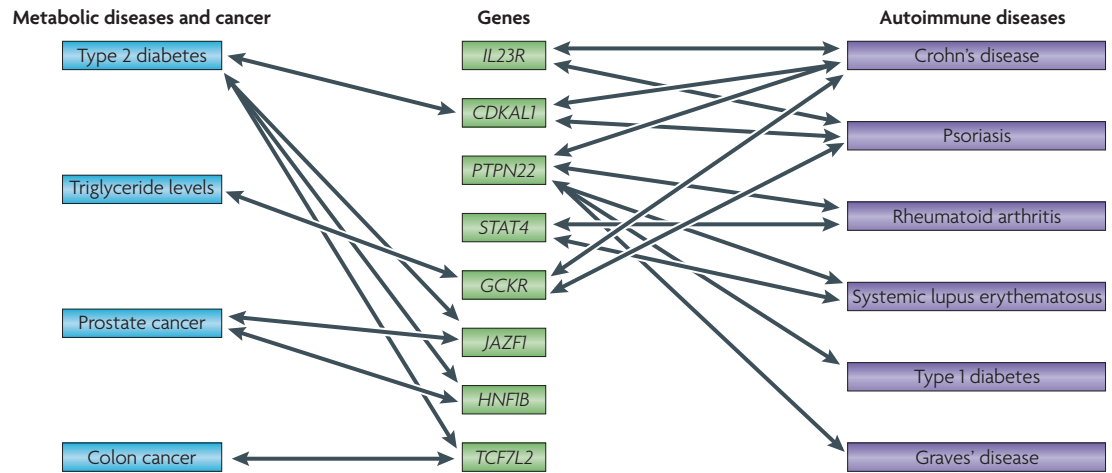 Metabolic diseases and cancer
Genes
Autoimmune diseases
Type 2 diabetes
Triglyceride levels
Prostate cancer
Colon cancer
IL23R
CDKAL1
PTPN22
STAT4
GCKR
JAZF1
HNF1B
TCF7L2
Crohn's disease
Psoriasis
Rheumatoid arthritis
Systemic lupus erythematosus
Type 1 diabetes
Graves' disease